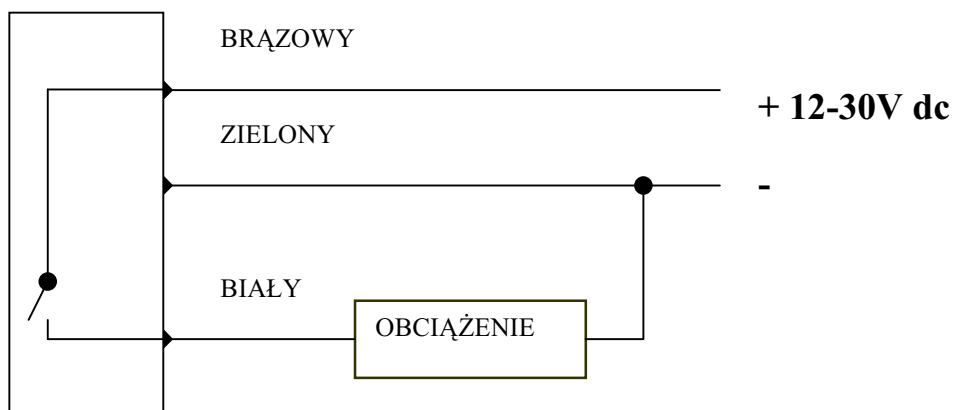 BRĄZOWY
+ 12-30V dc
ZIELONY
-
BIAŁY
OBCIĄŻENIE